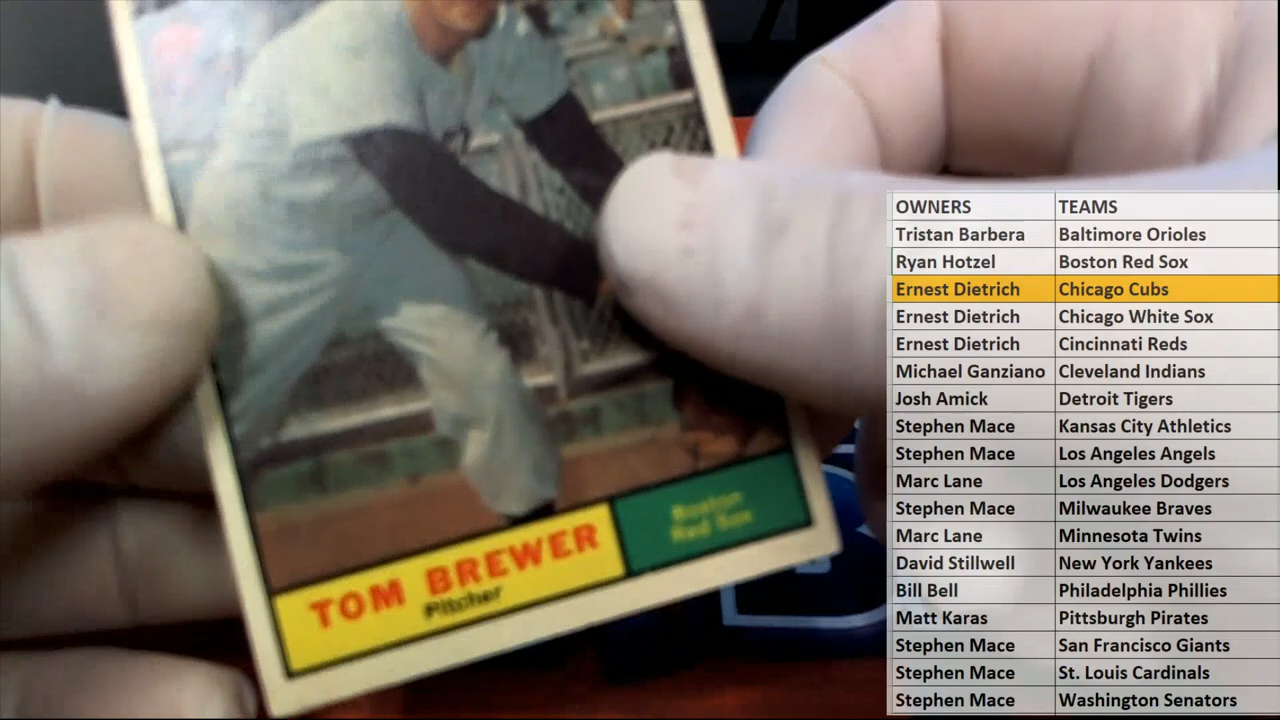 TOM BREWER
Pitcher
Boston
Red Sox
OWNERS TEAMS
Tristan Barbera Baltimore Orioles
Ryan Hotzel Boston Red Sox
Ernest Dietrich Chicago Cubs
Ernest Dietrich Chicago White Sox
Ernest Dietrich Cincinnati Reds
Michael Ganziano Cleveland Indians
Josh Amick Detroit Tigers
Stephen Mace Kansas City Athletics
Stephen Mace Los Angeles Angels
Marc Lane Los Angeles Dodgers
Stephen Mace Milwaukee Braves
Marc Lane Minnesota Twins
David Stillwell New York Yankees
Bill Bell Philadelphia Phillies
Matt Karas Pittsburgh Pirates
Stephen Mace San Francisco Giants
Stephen Mace St. Louis Cardinals
Stephen Mace Washington Senators